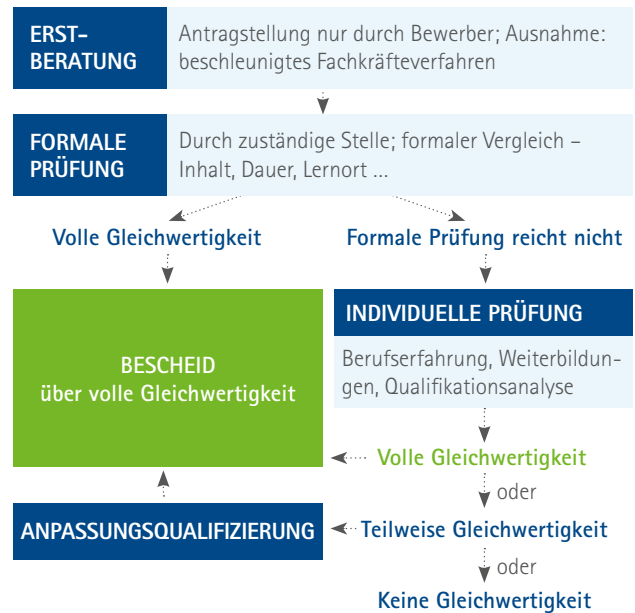 ERST-
BERATUNG
Antragstellung nur durch Bewerber; Ausnahme:
beschleunigtes Fachkräfteverfahren
FORMALE
PRÜFUNG
Durch zuständige Stelle; formaler Vergleich –
Inhalt, Dauer, Lernort ...
Volle Gleichwertigkeit
Formale Prüfung reicht nicht
BESCHEID
über volle Gleichwertigkeit
INDIVIDUELLE PRÜFUNG
Berufserfahrung, Weiterbildun-
gen, Qualifikationsanalyse
Volle Gleichwertigkeit
oder
ANPASSUNGSQUALIFIZIERUNG
Teilweise Gleichwertigkeit
oder
Keine Gleichwertigkeit